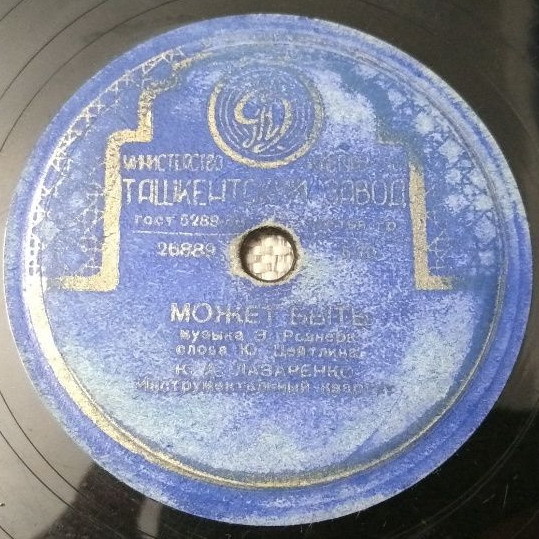 МИНИСТЕРСТВО
ТАШКЕНТСКИЙ ЗАВОД
ГОСТ 5288-
26889
МОЖЕТ БЫТЬ
музыка Э. Рознера
слова Ю. Цейтлина
К. А. ЛАЗАРЕНКО
Инструментальный квартет